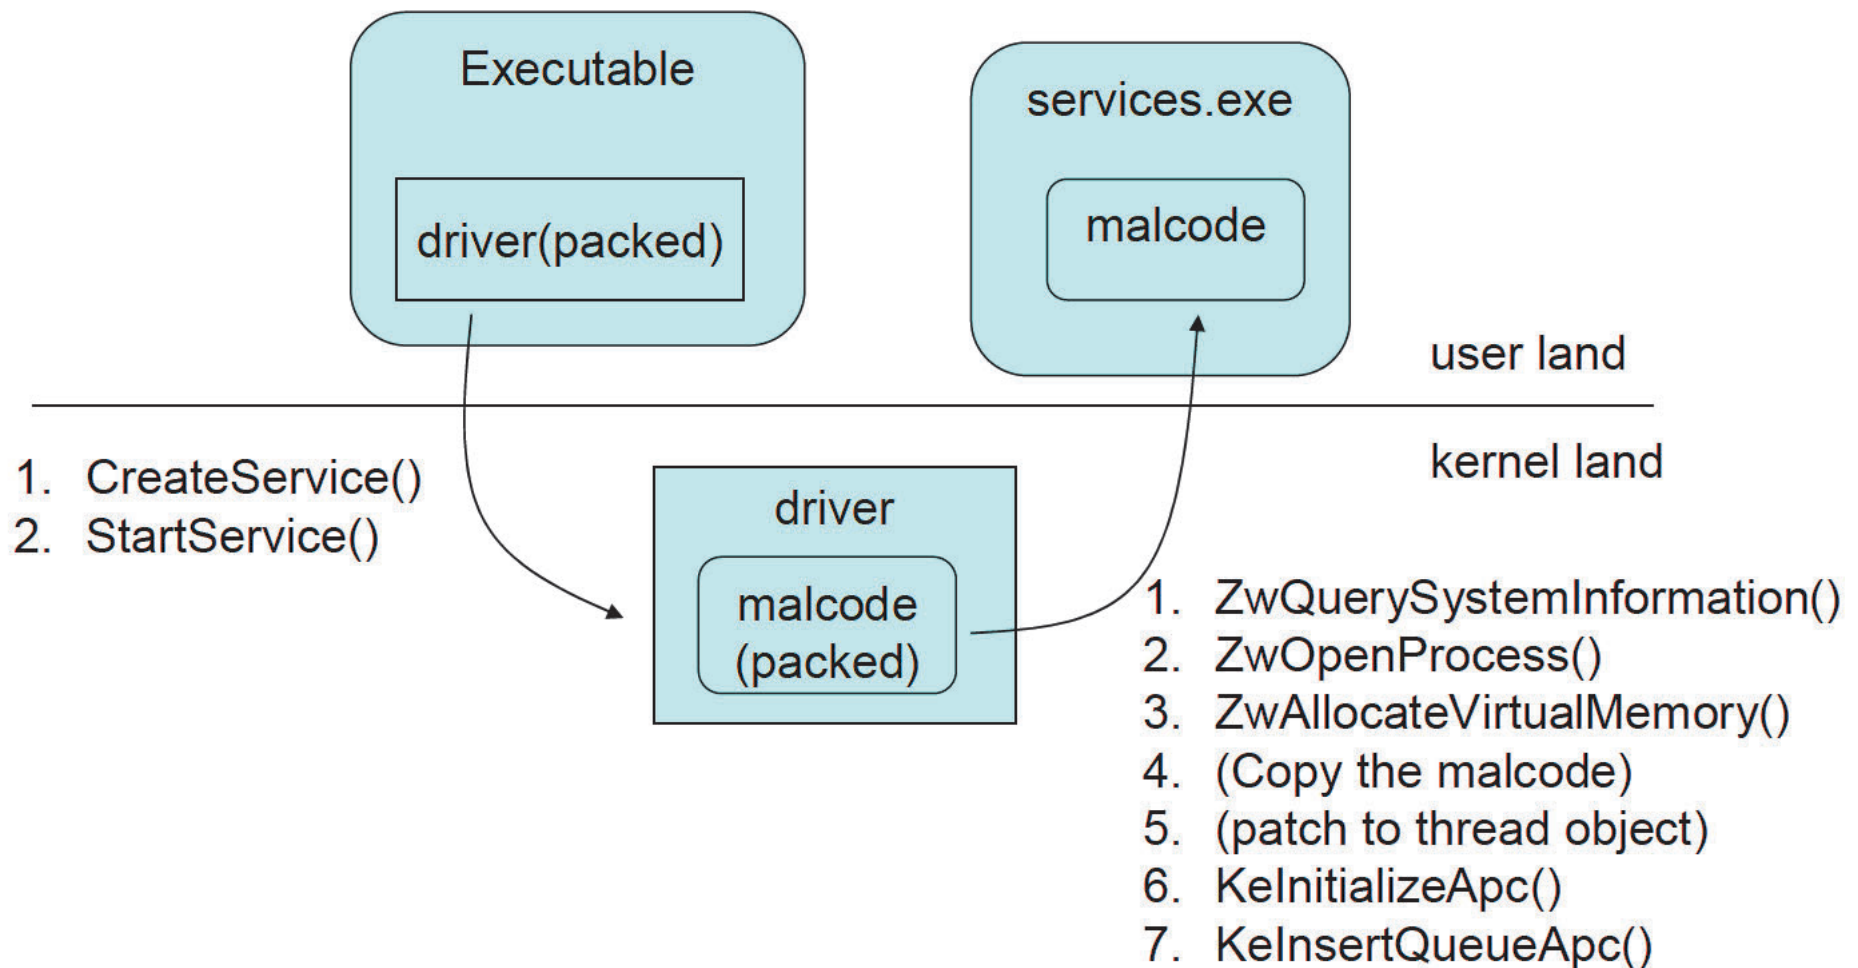 Executable
driver(packed)
services.exe
malcode
user land
kernel land
1. CreateService()
2. StartService()
driver
malcode
(packed)
1. ZwQuerySystemInformation()
2. ZwOpenProcess()
3. ZwAllocateVirtualMemory()
4. (Copy the malcode)
5. (patch to thread object)
6. KeInitializeApc()
7. KeInsertQueueApc()